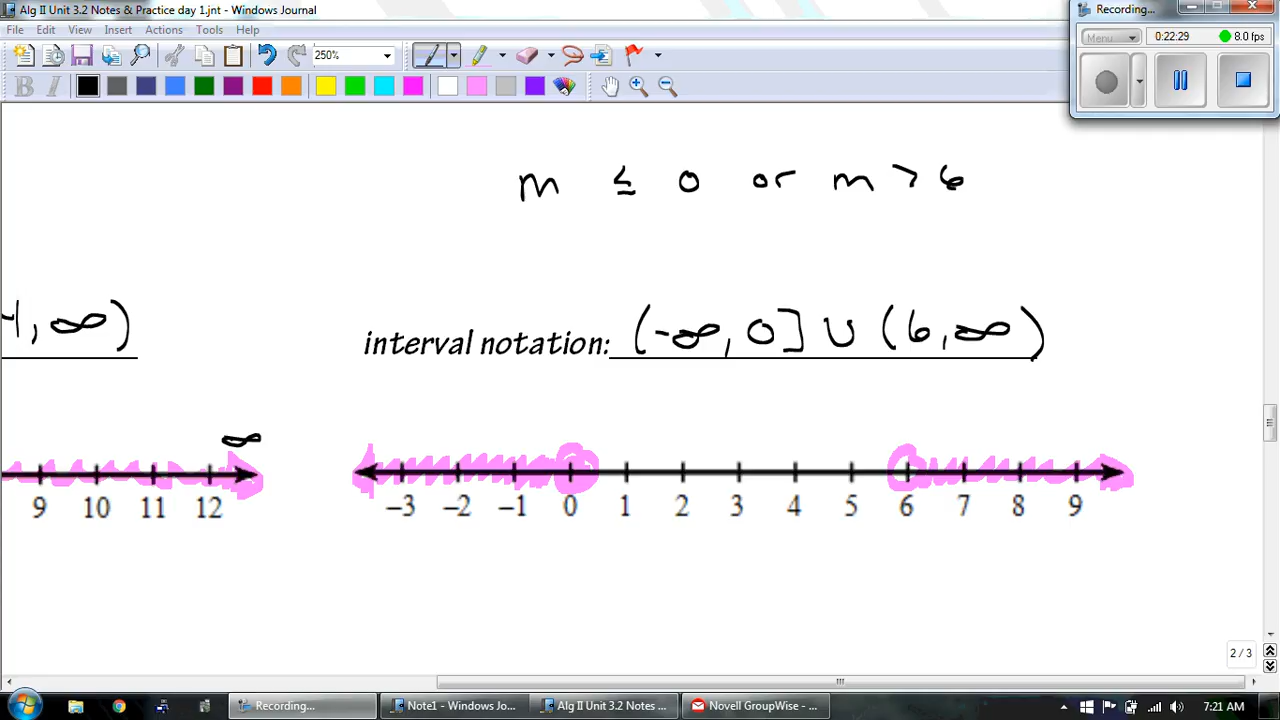 Alg II Unit 3.2 Notes & Practice day 1.jnt - Windows Journal
Recording...
File Edit View Insert Actions Tools Help
Menu 0:22:29 8.0 fps
250%
B I
m ≤ 0 or m > 6
4, ∞)
interval notation: (-∞, 0] ∪ (6, ∞)
∞
9 10 11 12
-3 -2 -1 0 1 2 3 4 5 6 7 8 9
2 / 3
Recording... Note1 - Windows Jo... Alg II Unit 3.2 Notes ... Novell GroupWise - ... 7:21 AM